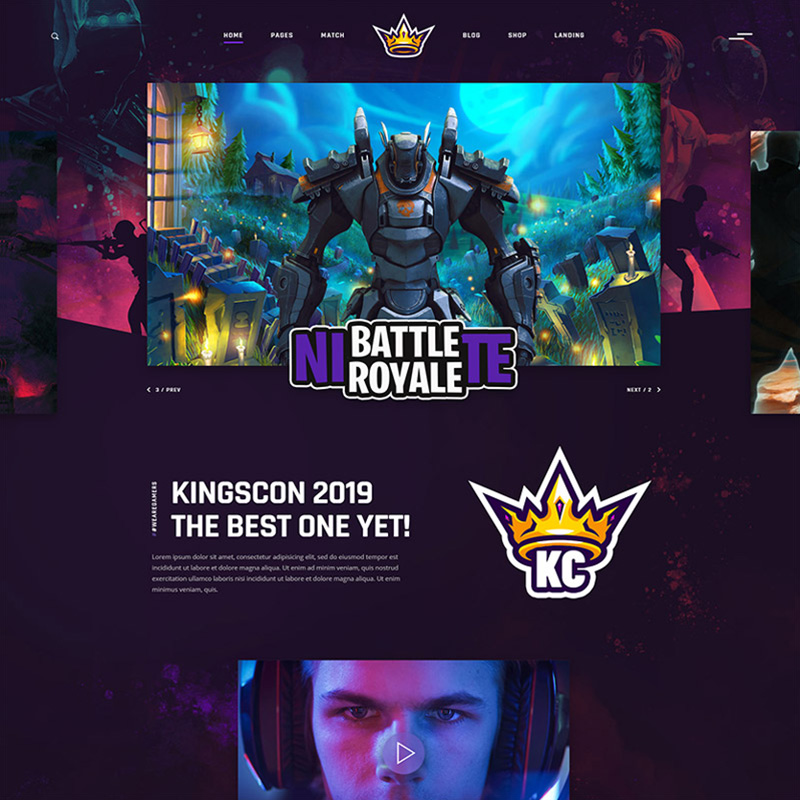 HOME PAGES MATCH BLOG SHOP LANDING
NI BATTLE TE
ROYALE
3 / PREV
NEXT / 2
#WEAREGAMERS
KINGSCON 2019
THE BEST ONE YET!
Lorem ipsum dolor sit amet, consectetur adipisicing elit, sed do eiusmod tempor est
incididunt ut labore et dolore magna aliqua. Ut enim ad minim veniam, quis nostrud
exercitation ullamco laboris nisi incididunt ut labore et dolore magna aliqua. Ut enim
minimus veniam, quis.
KC